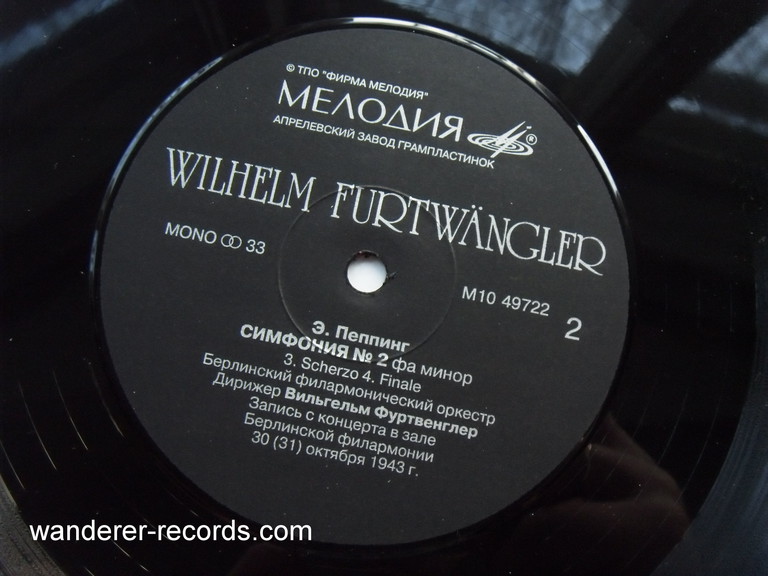 © ТПО "ФИРМА МЕЛОДИЯ"
МЕЛОДИЯ ®
АПРЕЛЕВСКИЙ ЗАВОД ГРАМПЛАСТИНОК
WILHELM FURTWÄNGLER
MONO 33
М10 49722 2
Э. Пеппинг
СИМФОНИЯ № 2 фа минор
3. Scherzo 4. Finale
Берлинский филармонический оркестр
Дирижер Вильгельм Фуртвенглер
Запись с концерта в зале
Берлинской филармонии
30 (31) октября 1943 г.
wanderer-records.com